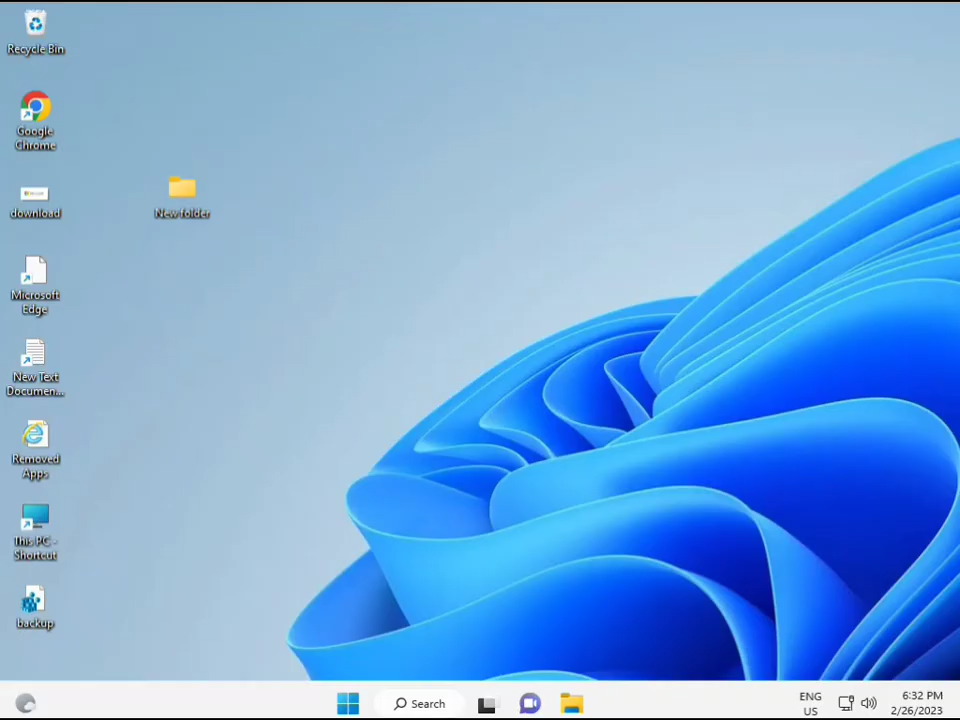 Recycle Bin
Google
Chrome
download
New folder
Microsoft
Edge
New Text
Documen...
Removed
Apps
This PC -
Shortcut
backup
Search
ENG
US
6:32 PM
2/26/2023